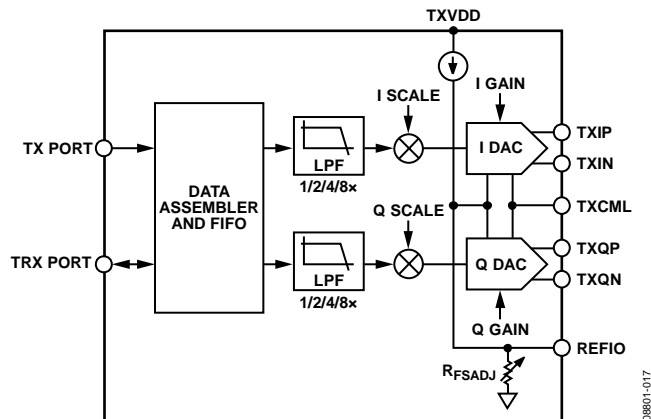 TXVDD
I SCALE
I GAIN
TX PORT
LPF
1/2/4/8×
I DAC
TXIP
TXIN
DATA
ASSEMBLER
AND FIFO
TXCML
Q SCALE
TRX PORT
LPF
1/2/4/8×
Q DAC
TXQP
TXQN
Q GAIN
REFIO
RFSADJ
08801-017